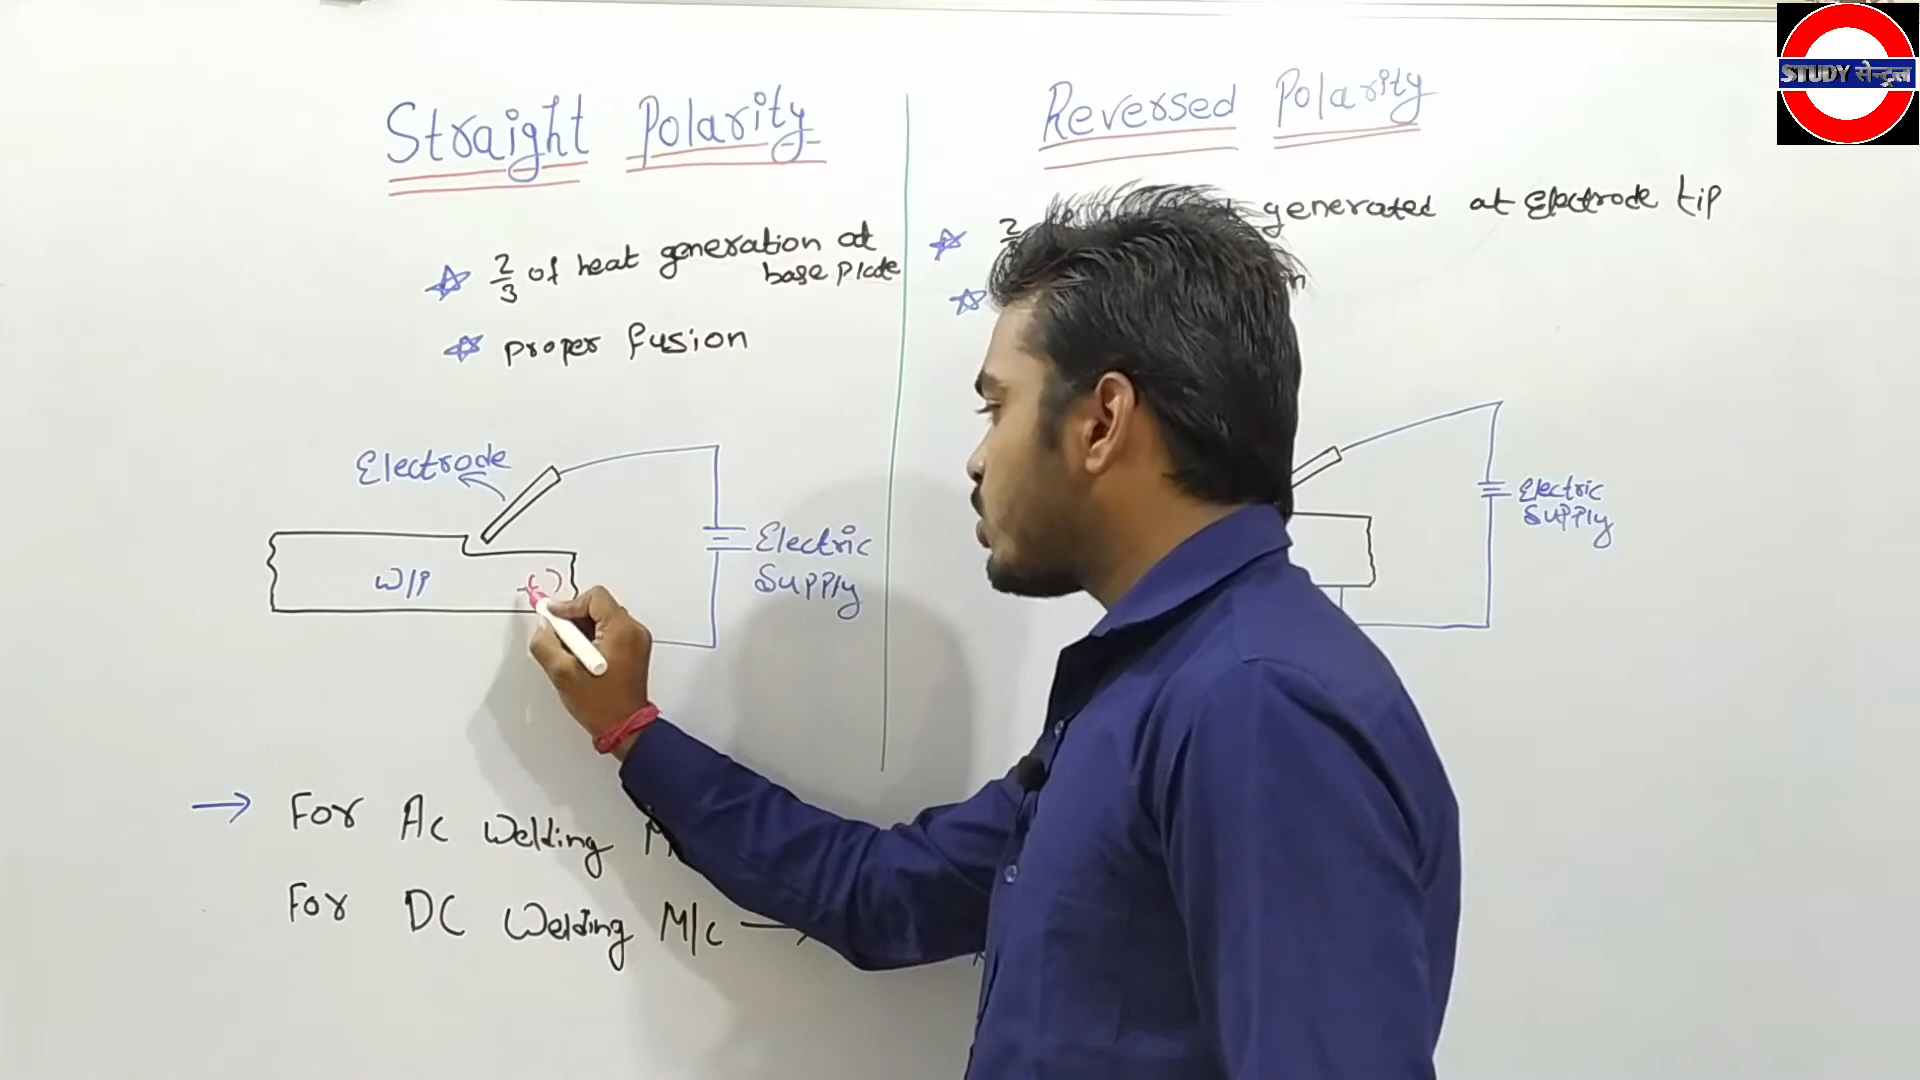 STUDY सेन्ट्रल
Straight Polarity
2/3 of heat generation at
base plate
proper fusion
Electrode
W/P
Electric
Supply
For AC Welding
For DC Welding M/c →
Reversed Polarity
generated at Electrode tip
Electric
Supply